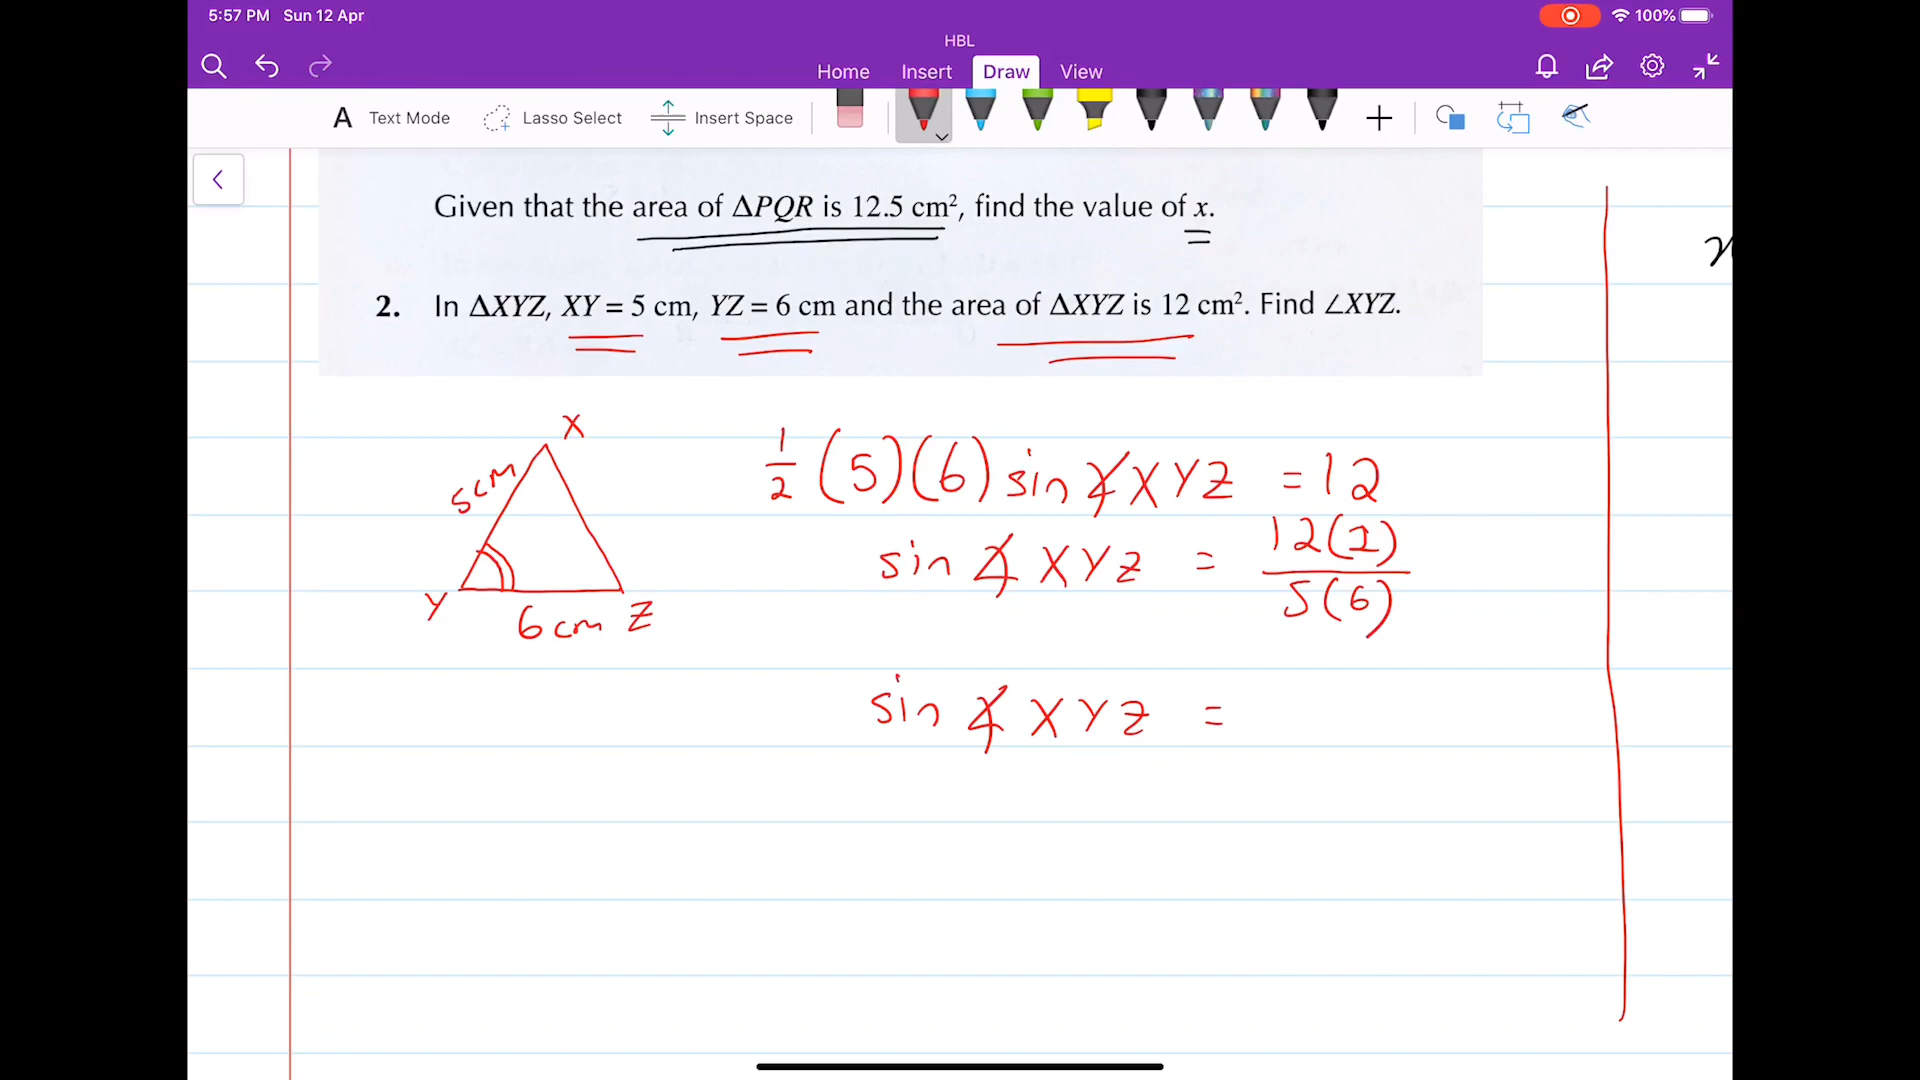 5:57 PM Sun 12 Apr
100%
HBL
Home Insert Draw View
A Text Mode Lasso Select Insert Space
Given that the area of ΔPQR is 12.5 cm², find the value of x.
2. In ΔXYZ, XY = 5 cm, YZ = 6 cm and the area of ΔXYZ is 12 cm². Find ∠XYZ.
X
5cm
Y
6cm Z
1/2 (5)(6) sin ∡XYZ = 12
sin ∡XYZ = 12(2)/5(6)
sin ∡XYZ =